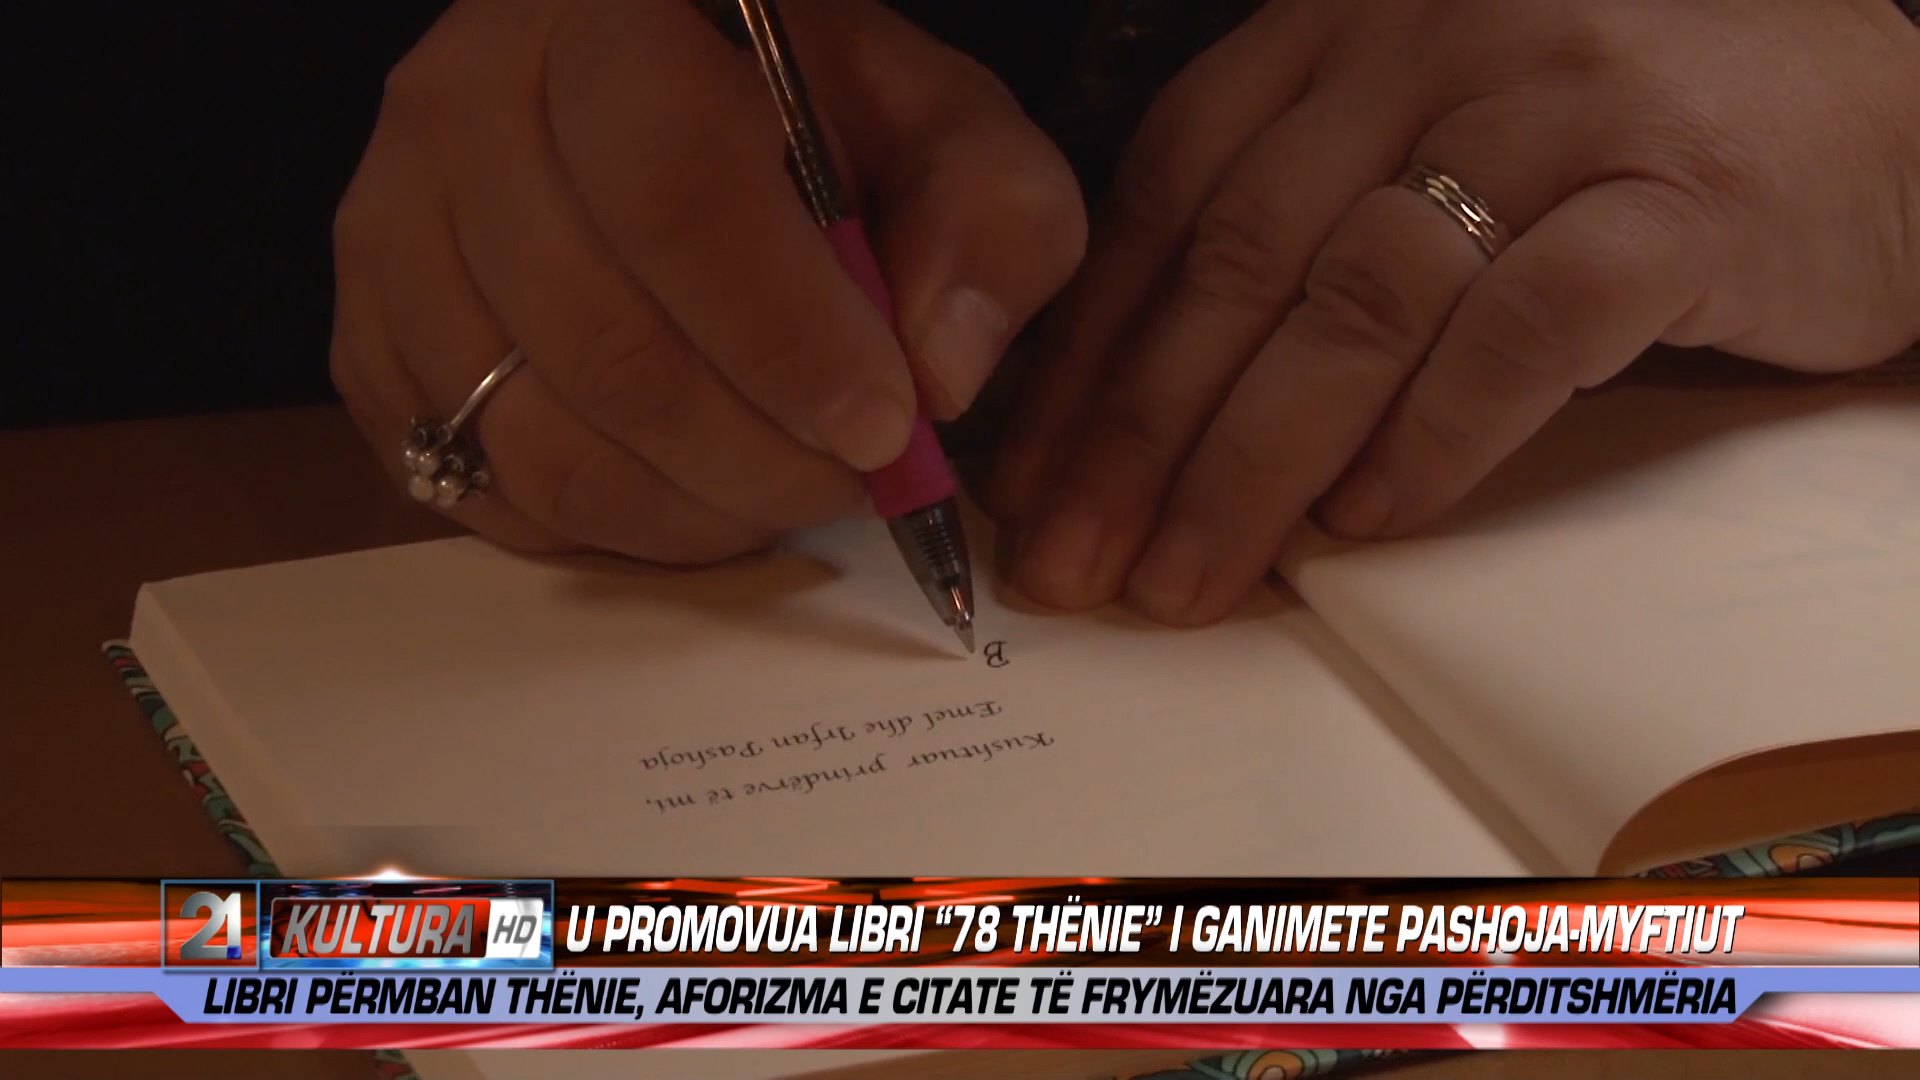 B
Emel dhe Irfan Pashoja
Kushtuar prindërve të mi,
21 KULTURA HD
U PROMOVUA LIBRI “78 THËNIE” I GANIMETE PASHOJA-MYFTIUT
LIBRI PËRMBAN THËNIE, AFORIZMA E CITATE TË FRYMËZUARA NGA PËRDITSHMËRIA